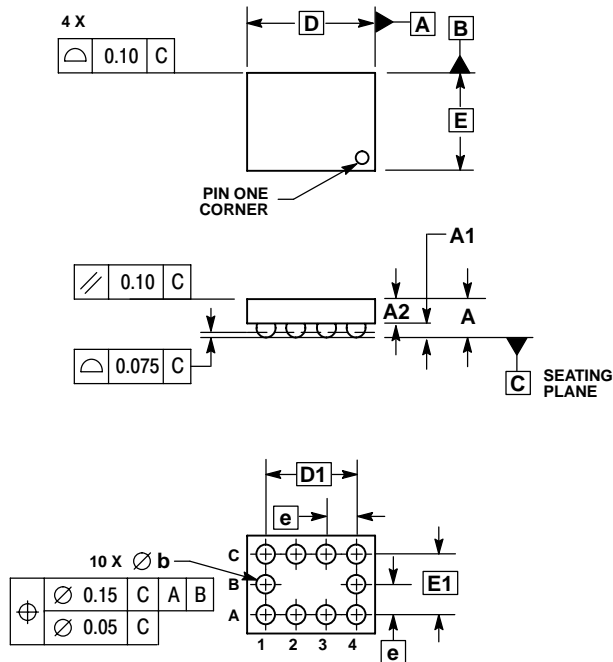 4 X
D
A
B
⌓ 0.10 C
E
PIN ONE
CORNER
A1
⫽ 0.10 C
A2
A
⌓ 0.075 C
C
SEATING
PLANE
D1
e
C
10 X ∅ b
B
E1
⌖ ∅ 0.15 C A B
∅ 0.05 C
A
1 2 3 4
e